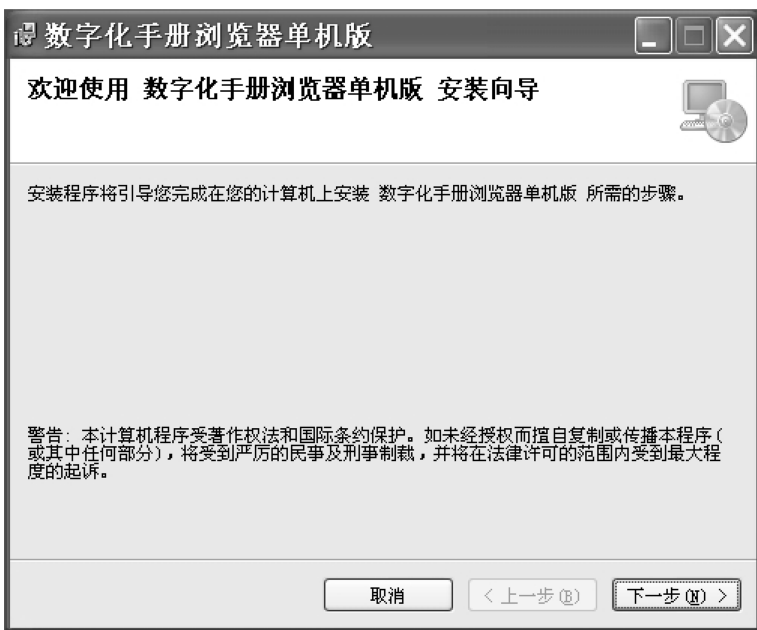 数字化手册浏览器单机版
欢迎使用 数字化手册浏览器单机版 安装向导
安装程序将引导您完成在您的计算机上安装 数字化手册浏览器单机版 所需的步骤。
警告: 本计算机程序受著作权法和国际条约保护。如未经授权而擅自复制或传播本程序(
或其中任何部分),将受到严厉的民事及刑事制裁,并将在法律许可的范围内受到最大程
度的起诉。
取消 < 上一步(B) 下一步(N) >